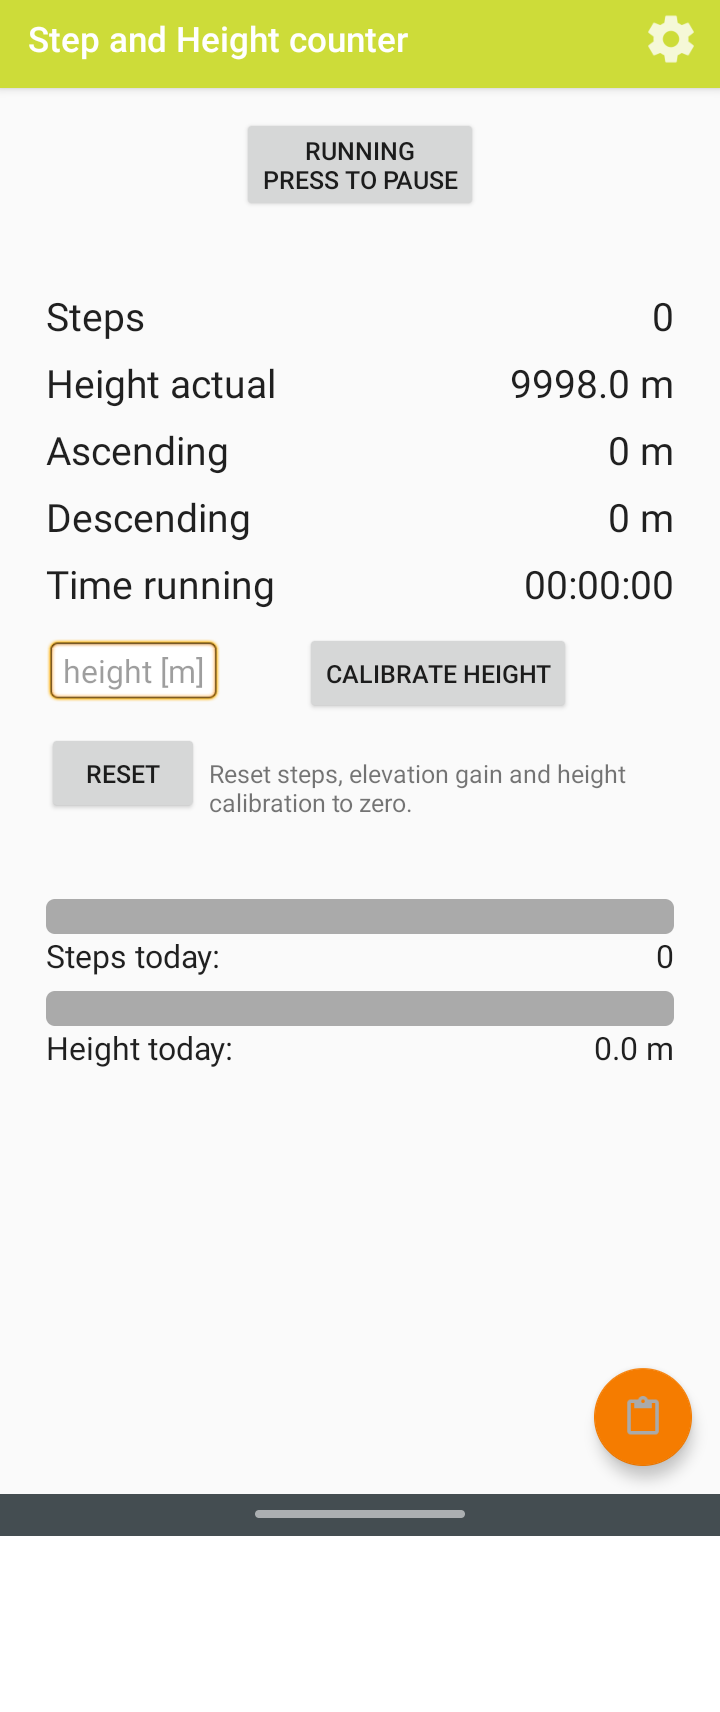 Step and Height counter
RUNNING
PRESS TO PAUSE
Steps 0
Height actual 9998.0 m
Ascending 0 m
Descending 0 m
Time running 00:00:00
height [m] CALIBRATE HEIGHT
RESET Reset steps, elevation gain and height
calibration to zero.
Steps today: 0
Height today: 0.0 m